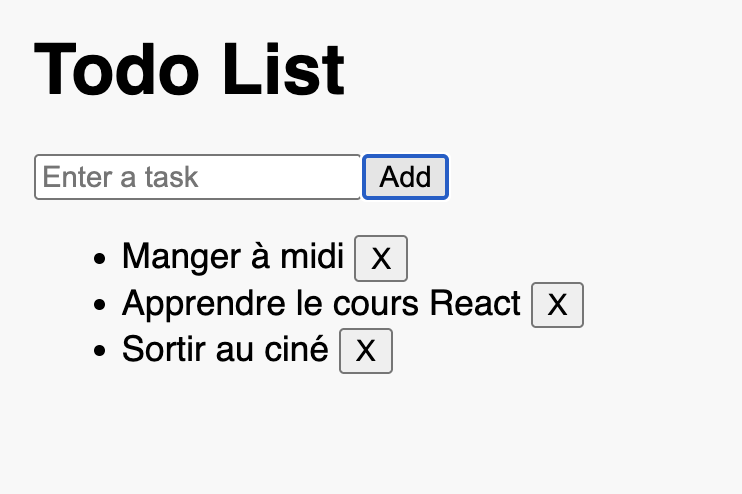 Todo List
Enter a task Add
Manger à midi X
Apprendre le cours React X
Sortir au ciné X